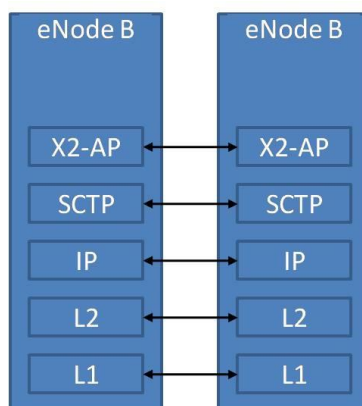 eNode B eNode B
X2-AP X2-AP
SCTP SCTP
IP IP
L2 L2
L1 L1